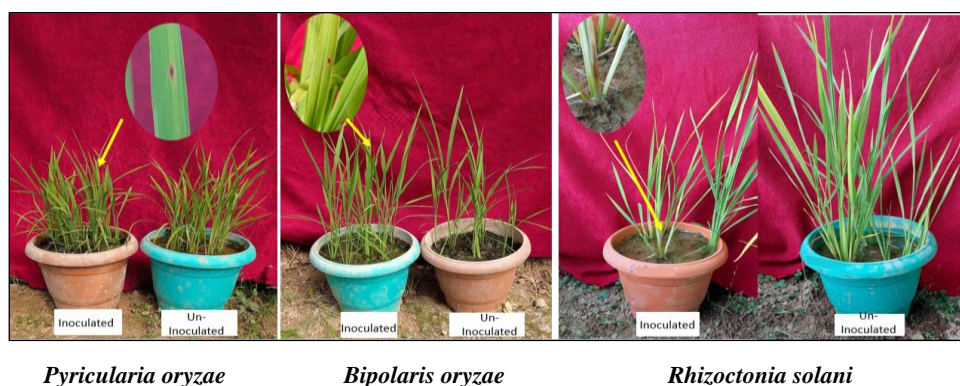 Inoculated
Un-
Inoculated
Inoculated
Un-
Inoculated
Inoculated
Un-
Inoculated
Pyricularia oryzae
Bipolaris oryzae
Rhizoctonia solani